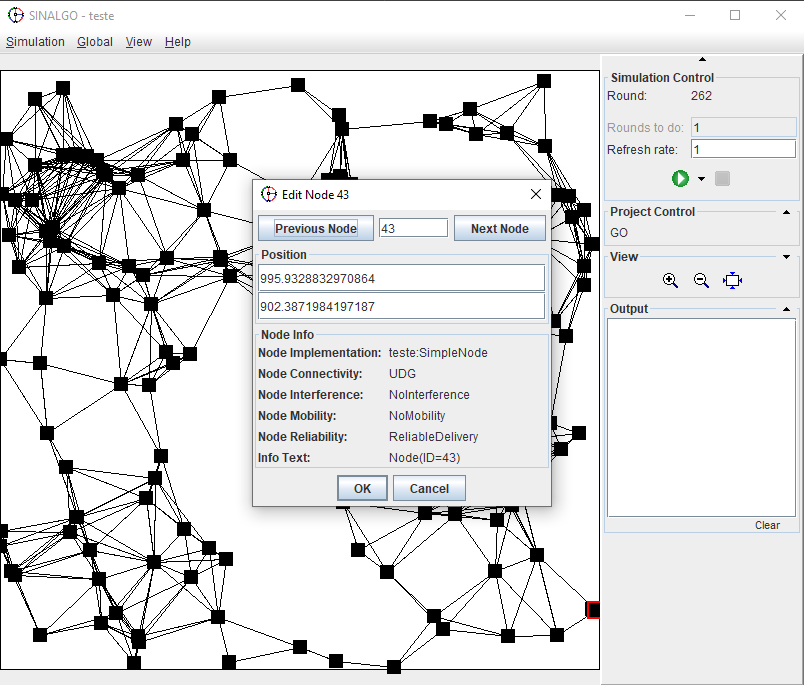 SINALGO - teste
Simulation Global View Help
Simulation Control
Round: 262
Rounds to do: 1
Refresh rate: 1
Project Control
GO
View
Output
Clear
Edit Node 43
Previous Node 43 Next Node
Position
995.9328832970864
902.3871984197187
Node Info
Node Implementation: teste:SimpleNode
Node Connectivity: UDG
Node Interference: NoInterference
Node Mobility: NoMobility
Node Reliability: ReliableDelivery
Info Text: Node(ID=43)
OK Cancel